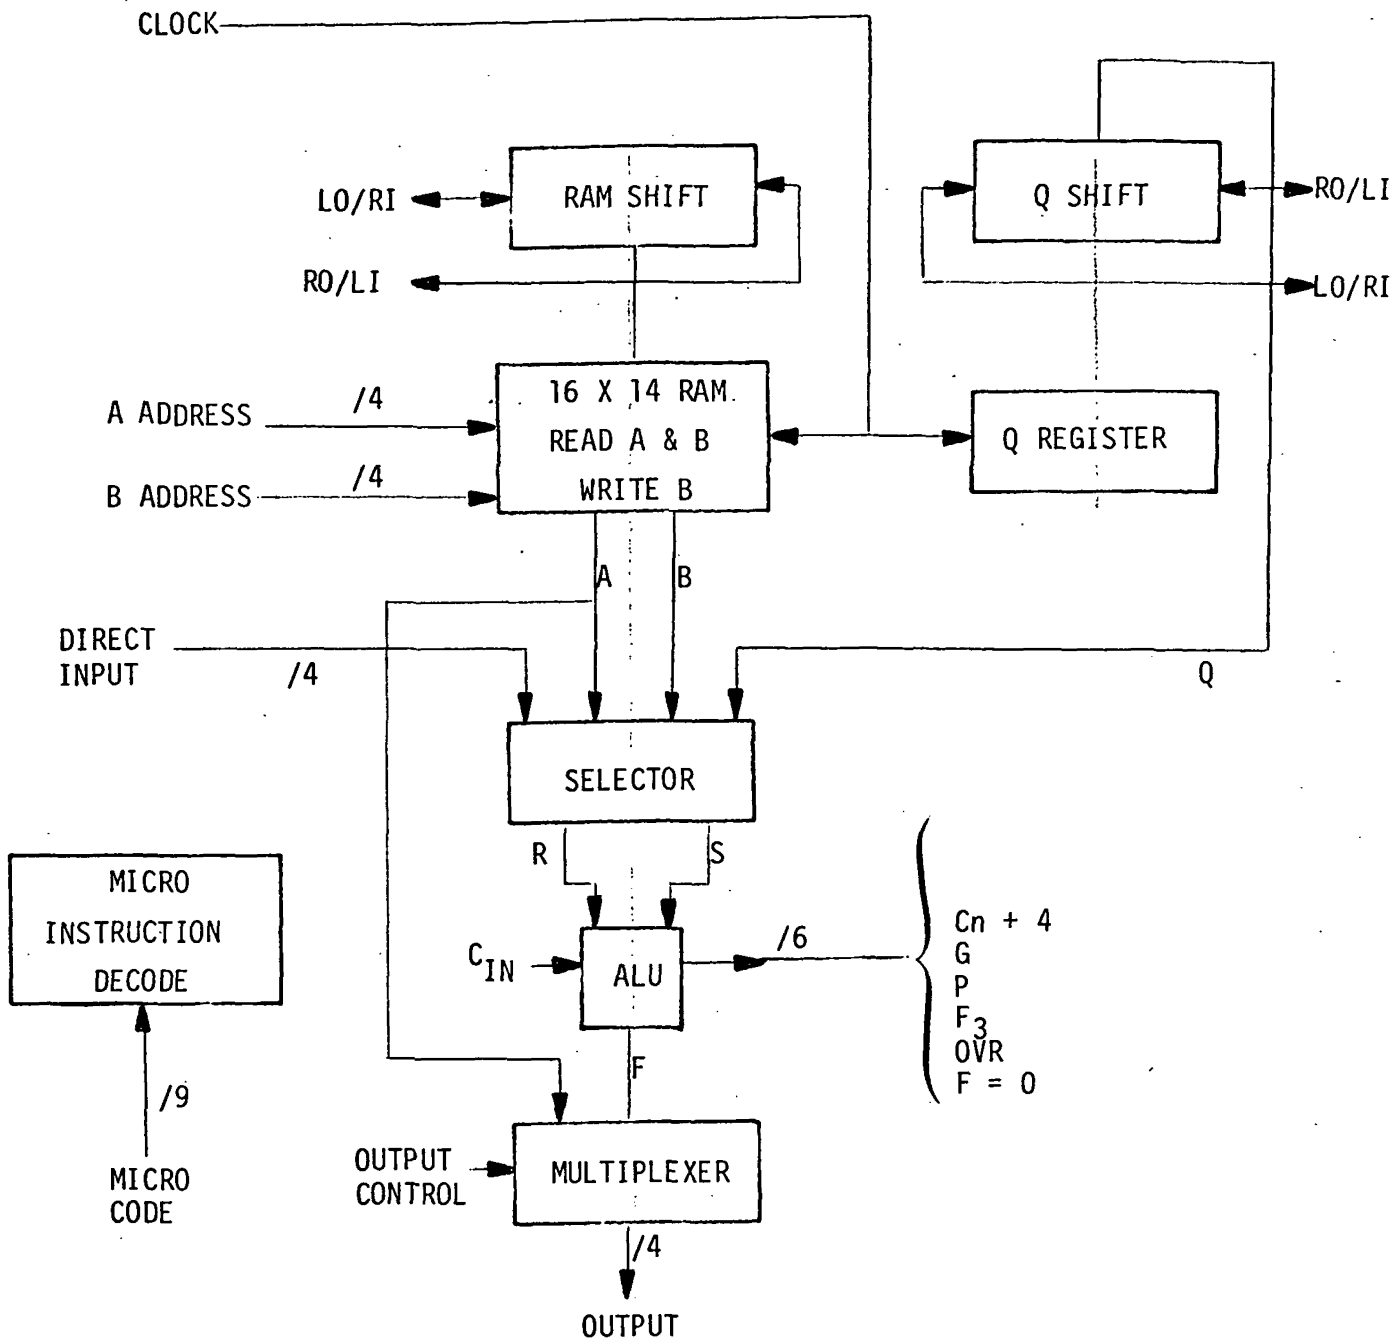 CLOCK
RAM SHIFT
Q SHIFT
LO/RI
RO/LI
RO/LI
LO/RI
16 X 14 RAM
READ A & B
WRITE B
A ADDRESS
/4
B ADDRESS
/4
Q REGISTER
A
B
DIRECT
INPUT
/4
Q
SELECTOR
R
S
MICRO
INSTRUCTION
DECODE
CIN
ALU
/6
Cn + 4
G
P
F3
OVR
F = 0
/9
MICRO
CODE
F
OUTPUT
CONTROL
MULTIPLEXER
/4
OUTPUT